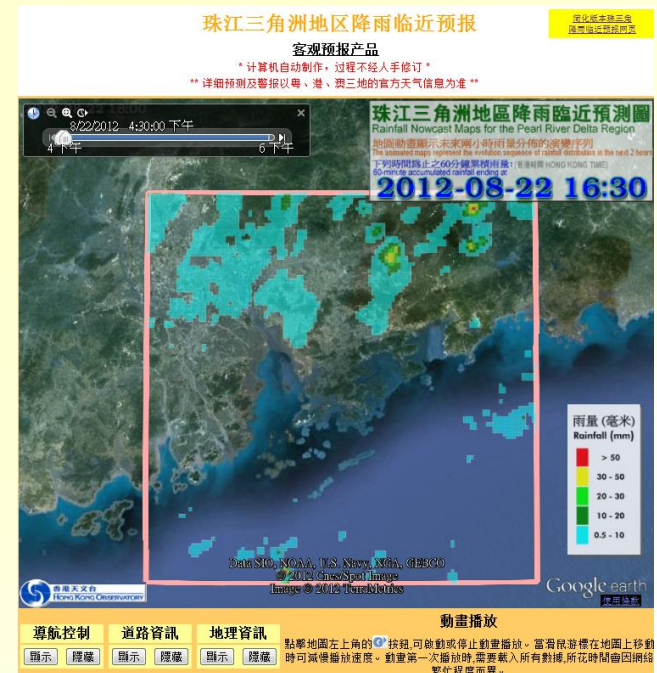 珠江三角洲地区降雨临近预报
简化版本珠三角
降雨临近预报网页
客观预报产品
* 计算机自动制作，过程不经人手修订 *
** 详细预测及警报以粤、港、澳三地的官方天气信息为准 **
8/22/2012 4:30:00 下午
4 下午
6 下午
珠江三角洲地區降雨臨近預測圖
Rainfall Nowcast Maps for the Pearl River Delta Region
地圖動畫顯示未來兩小時雨量分佈的演變序列
The animated maps represent the evolution sequence of rainfall distribution in the next 2 hours
下列時間為止之60分鐘累積雨量:(香港時間 HONG KONG TIME)
60-minute accumulated rainfall ending at
2012-08-22 16:30
雨量 (毫米)
Rainfall (mm)
> 50
30 - 50
20 - 30
10 - 20
0.5 - 10
Data SIO, NOAA, U.S. Navy, NGA, GEBCO
© 2012 Cnes/Spot Image
Image © 2012 TerraMetrics
香港天文台
HONG KONG OBSERVATORY
Google earth
使用條款
導航控制
顯示 隱藏
道路資訊
顯示 隱藏
地理資訊
顯示 隱藏
動畫播放
點擊地圖左上角的 按鈕,可啟動或停止動畫播放。當滑鼠游標在地圖上移動
時可減慢播放速度。動畫第一次播放時,需要載入所有數據,所花時間會因網絡
繁忙程度而異。